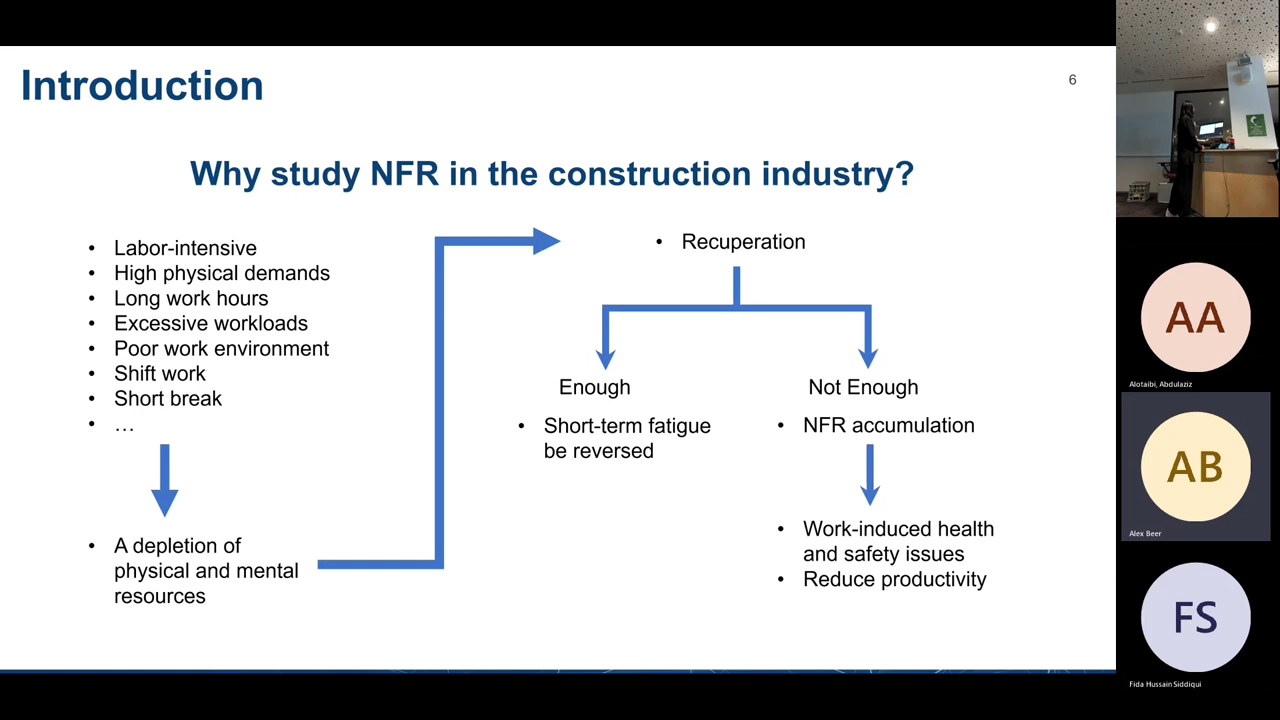 Introduction
6
Why study NFR in the construction industry?
• Labor-intensive
• High physical demands
• Long work hours
• Excessive workloads
• Poor work environment
• Shift work
• Short break
• …
• A depletion of
physical and mental
resources
• Recuperation
Enough
• Short-term fatigue
be reversed
Not Enough
• NFR accumulation
• Work-induced health
and safety issues
• Reduce productivity
AA
Alotaibi, Abdulaziz
AB
Alex Beer
FS
Fida Hussain Siddiqui